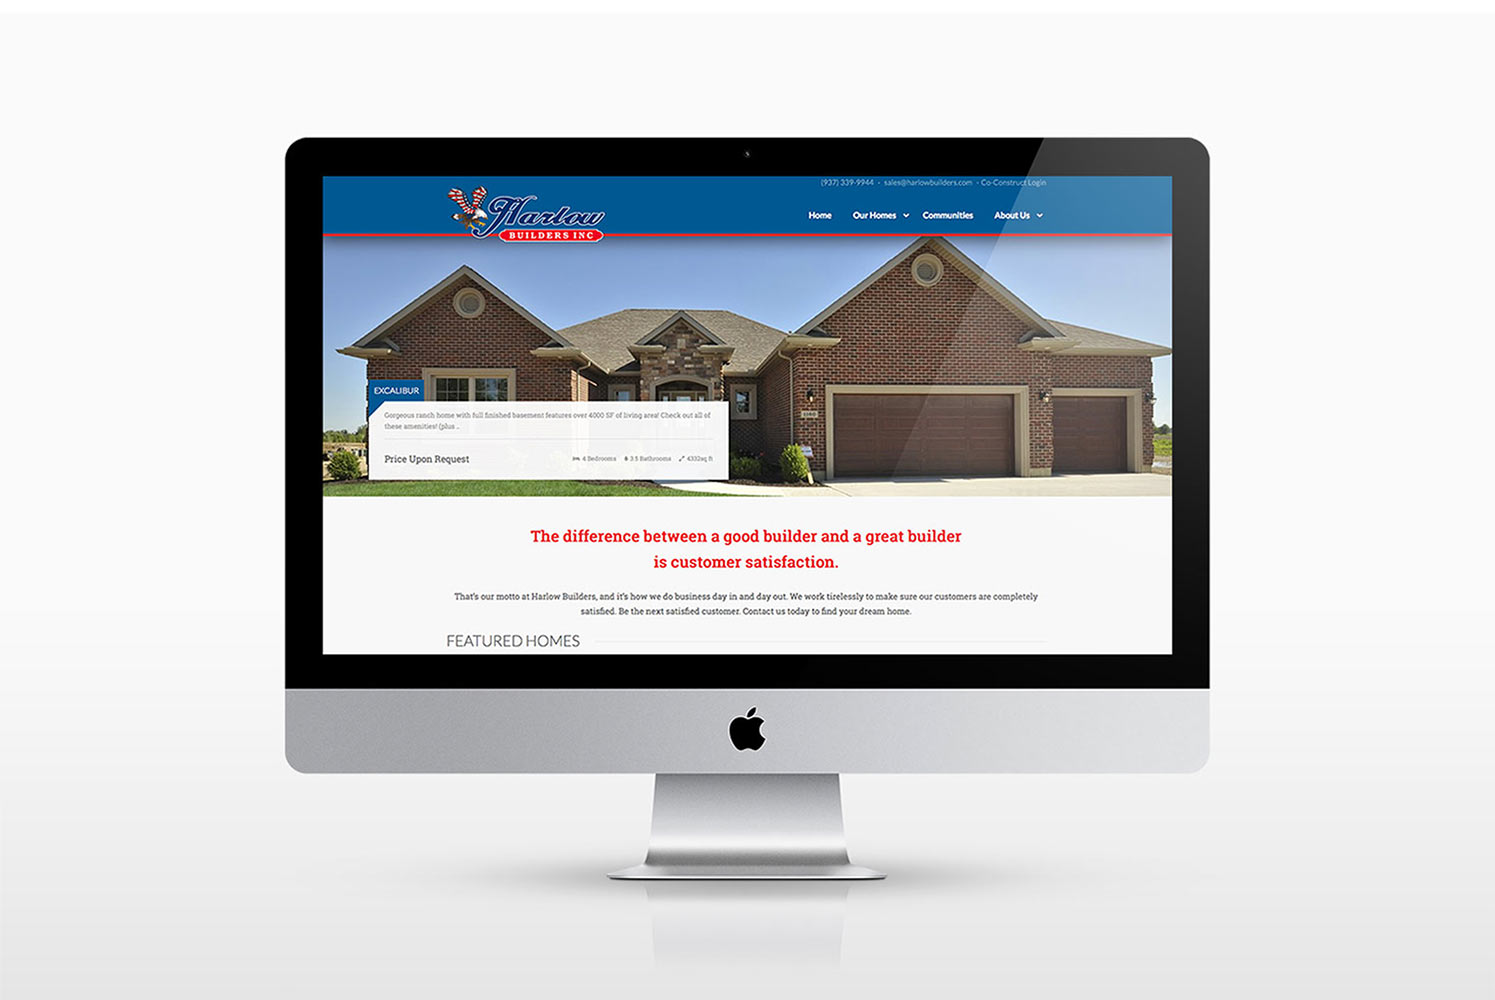 (937) 339-9944 - sales@harlowbuilders.com - Co-Construct Login
Harlow
BUILDERS INC
Home Our Homes Communities About Us
EXCALIBUR
Gorgeous ranch home with full finished basement features over 4000 SF of living area! Check out all of
these amenities! (plus ..
Price Upon Request 4 Bedrooms 3.5 Bathrooms 4332sq ft
The difference between a good builder and a great builder
is customer satisfaction.
That's our motto at Harlow Builders, and it's how we do business day in and day out. We work tirelessly to make sure our customers are completely
satisfied. Be the next satisfied customer. Contact us today to find your dream home.
FEATURED HOMES